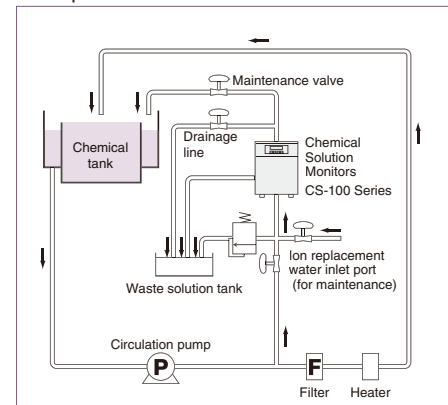 Maintenance valve
Drainage
line
Chemical
tank
Chemical
Solution
Monitors
CS-100 Series
Ion replacement
water inlet port
(for maintenance)
Waste solution tank
Circulation pump
P
F
Filter
Heater